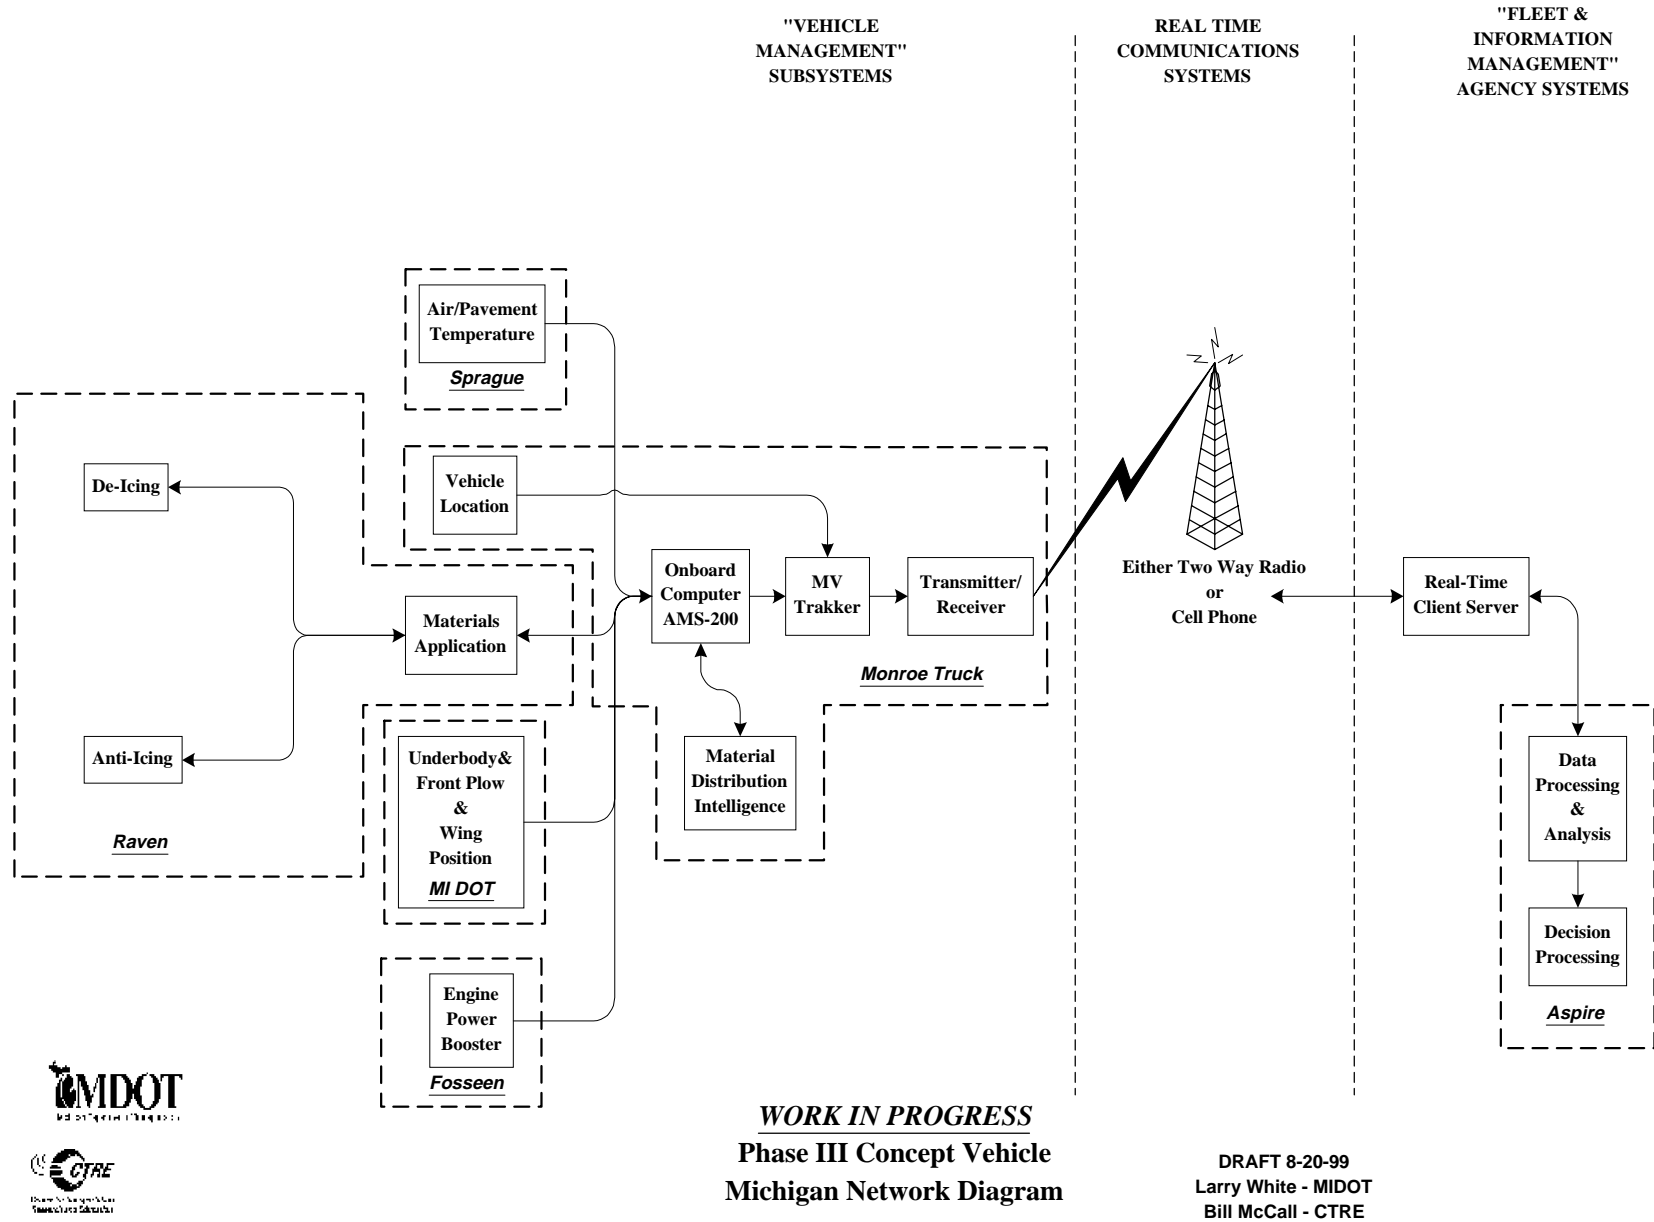 "VEHICLE
MANAGEMENT"
SUBSYSTEMS
REAL TIME
COMMUNICATIONS
SYSTEMS
"FLEET &
INFORMATION
MANAGEMENT"
AGENCY SYSTEMS
Air/Pavement
Temperature
Sprague
De-Icing
Vehicle
Location
Onboard
Computer
AMS-200
MV
Trakker
Transmitter/
Receiver
Either Two Way Radio
or
Cell Phone
Real-Time
Client Server
Materials
Application
Monroe Truck
Anti-Icing
Raven
Underbody&
Front Plow
&
Wing
Position
MI DOT
Material
Distribution
Intelligence
Data
Processing
&
Analysis
Decision
Processing
Aspire
Engine
Power
Booster
Fosseen
MDOT
CTRE
WORK IN PROGRESS
Phase III Concept Vehicle
Michigan Network Diagram
DRAFT 8-20-99
Larry White - MIDOT
Bill McCall - CTRE